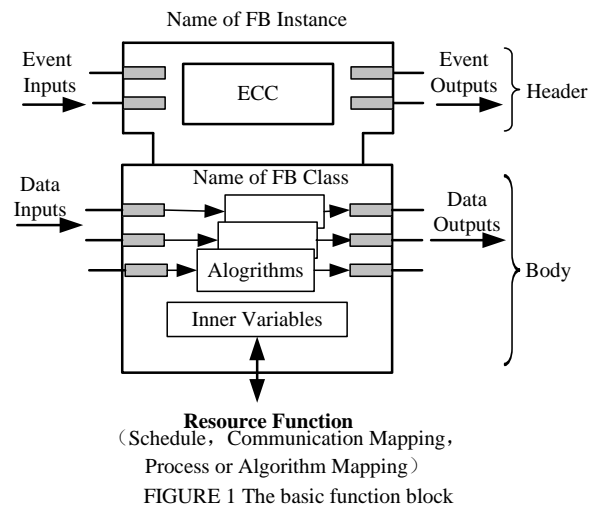 Name of FB Instance
Event
Inputs
ECC
Event
Outputs
Header
Name of FB Class
Data
Inputs
Data
Outputs
Alogrithms
Body
Inner Variables
Resource Function
（Schedule，Communication Mapping，
Process or Algorithm Mapping）
FIGURE 1 The basic function block